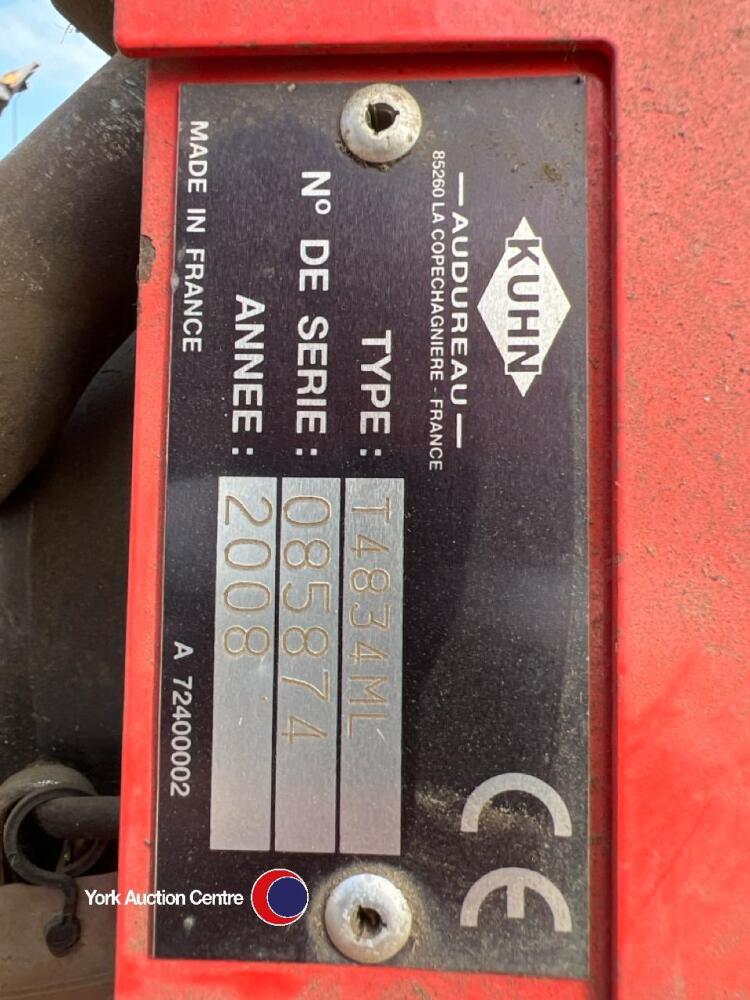 KUHN
— AUDUREAU —
85260 LA COPECHAGNIERE - FRANCE
TYPE: T4834ML
Nº DE SERIE: 085874
ANNEE: 2008
MADE IN FRANCE A 72400002
CE
York Auction Centre